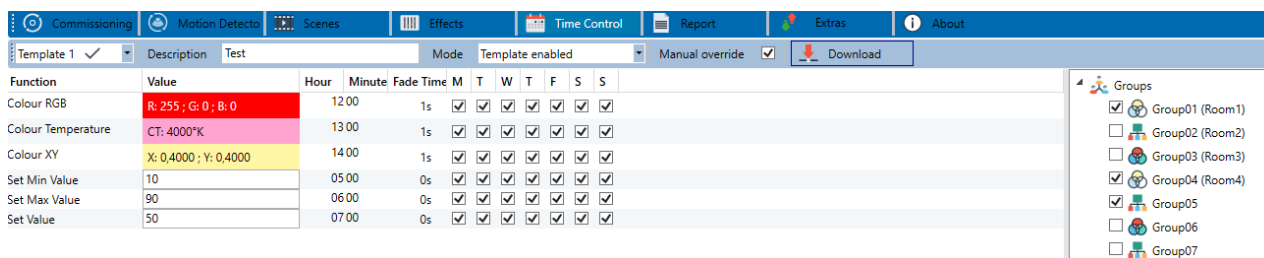 Commissioning Motion Detecto Scenes Effects Time Control Report Extras About
Template 1 Description Test Mode Template enabled Manual override Download
Function Value Hour Minute Fade Time M T W T F S S
Colour RGB R: 255 ; G: 0 ; B: 0 12 00 1s
Colour Temperature CT: 4000°K 13 00 1s
Colour XY X: 0,4000 ; Y: 0,4000 14 00 1s
Set Min Value 10 05 00 0s
Set Max Value 90 06 00 0s
Set Value 50 07 00 0s
Groups
Group01 (Room1)
Group02 (Room2)
Group03 (Room3)
Group04 (Room4)
Group05
Group06
Group07